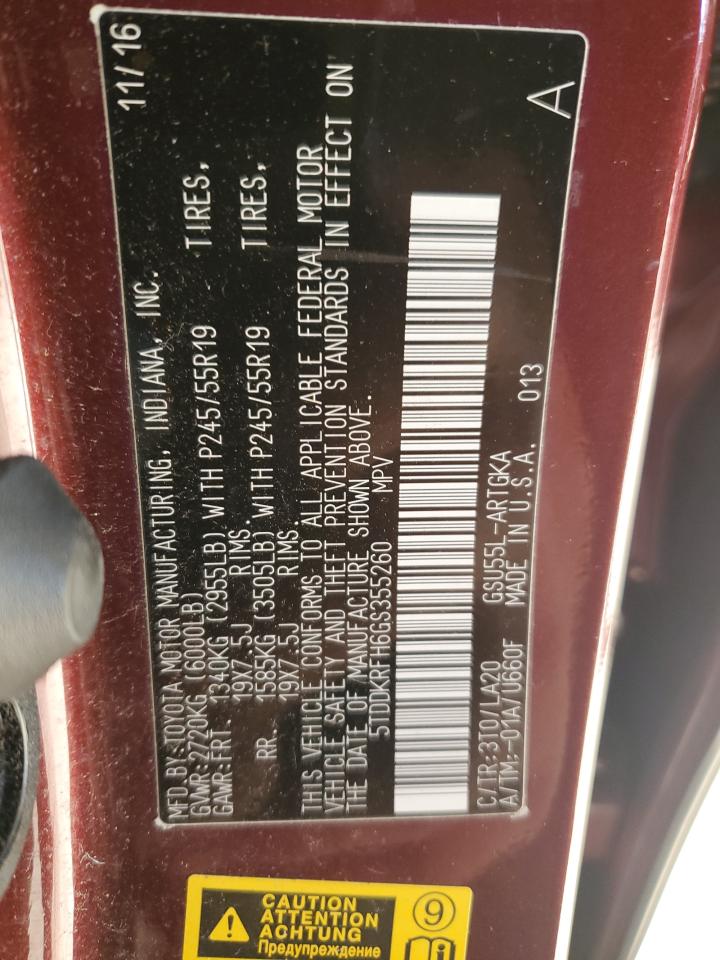 MFD.BY:TOYOTA MOTOR MANUFACTURING, INDIANA, INC. 11/16
GVWR:2720KG (6000LB)
GAWR:FRT. 1340KG (2955LB) WITH P245/55R19 TIRES,
19X7.5J RIMS.
RR. 1585KG (3505LB) WITH P245/55R19 TIRES,
19X7.5J RIMS
THIS VEHICLE CONFORMS TO ALL APPLICABLE FEDERAL MOTOR
VEHICLE SAFETY AND THEFT PREVENTION STANDARDS IN EFFECT ON
THE DATE OF MANUFACTURE SHOWN ABOVE.
5TDDKRFH6GS355260 MPV
C/TR:3T0/LA20 GSU55L-ARTGKA
A/TM:-01A/U660F MADE IN U.S.A. 013
A
CAUTION
ATTENTION
ACHTUNG
Предупреждение
9